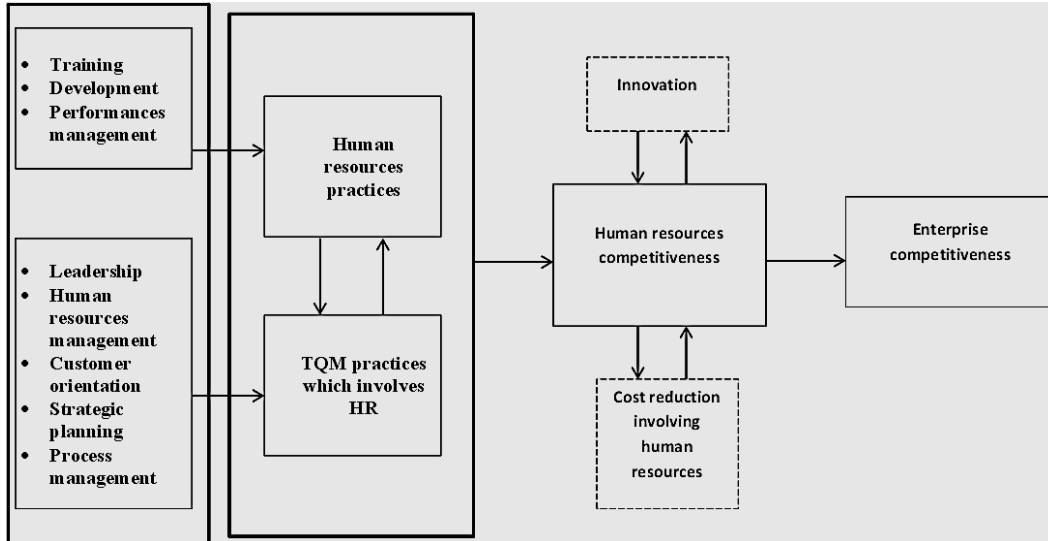 • Training
• Development
• Performances
management
• Leadership
• Human
resources
management
• Customer
orientation
• Strategic
planning
• Process
management
Human
resources
practices
TQM practices
which involves
HR
Innovation
Human resources
competitiveness
Cost reduction
involving
human
resources
Enterprise
competitiveness